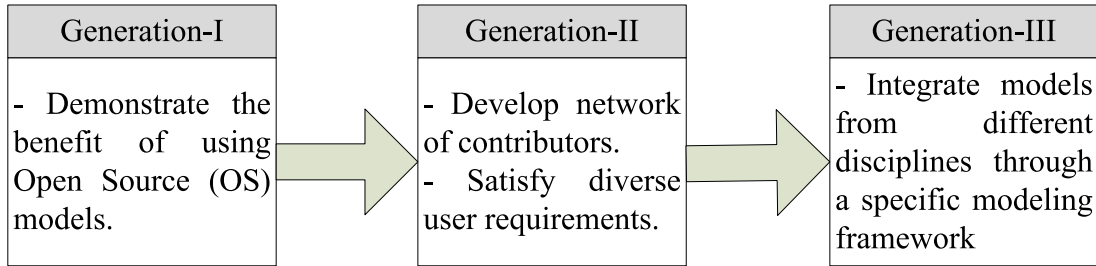 Generation-I
- Demonstrate the
benefit of using
Open Source (OS)
models.
Generation-II
- Develop network
of contributors.
- Satisfy diverse
user requirements.
Generation-III
- Integrate models
from different
disciplines through
a specific modeling
framework